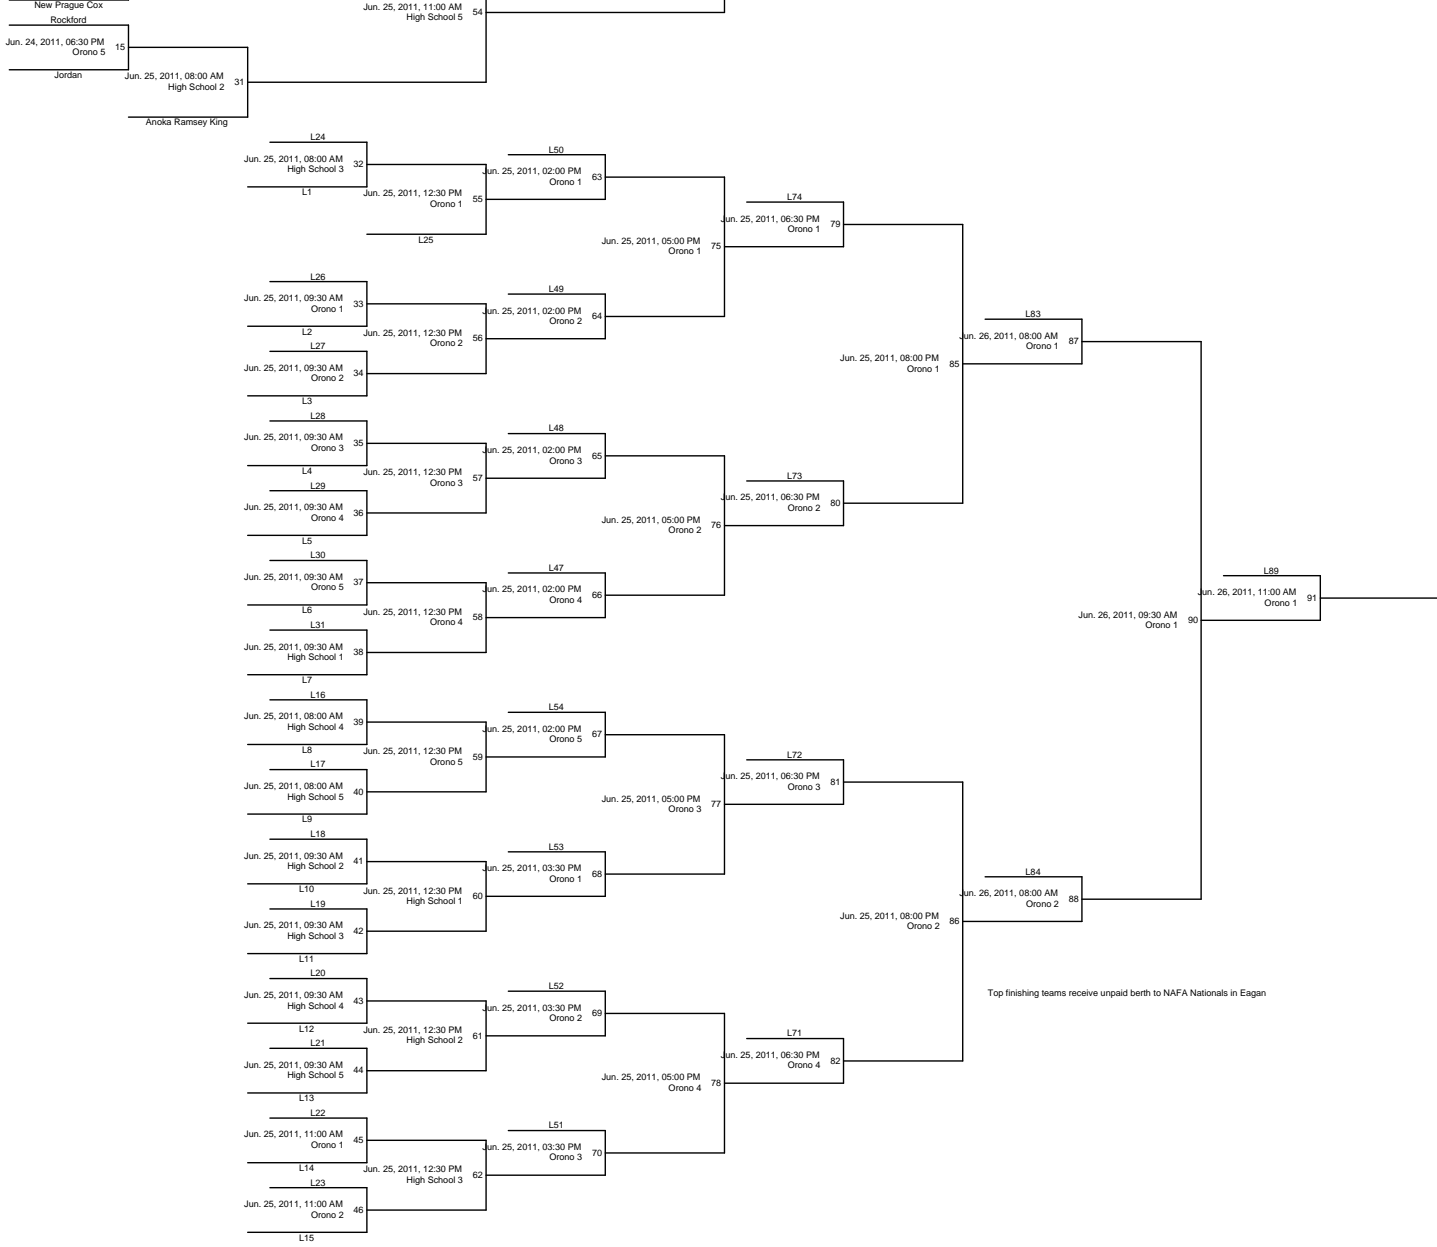 New Prague Cox
Rockford
Jun. 24, 2011, 06:30 PM 15
Orono 5
Jordan
Jun. 25, 2011, 08:00 AM 31
High School 2
Anoka Ramsey King
Jun. 25, 2011, 11:00 AM 54
High School 5
L24
Jun. 25, 2011, 08:00 AM 32
High School 3
L1
Jun. 25, 2011, 12:30 PM 55
Orono 1
L25
L50
Jun. 25, 2011, 02:00 PM 63
Orono 1
L74
Jun. 25, 2011, 06:30 PM 79
Orono 1
Jun. 25, 2011, 05:00 PM 75
Orono 1
L26
Jun. 25, 2011, 09:30 AM 33
Orono 1
L2
Jun. 25, 2011, 12:30 PM 56
Orono 2
L27
Jun. 25, 2011, 09:30 AM 34
Orono 2
L3
L49
Jun. 25, 2011, 02:00 PM 64
Orono 2
L83
Jun. 26, 2011, 08:00 AM 87
Orono 1
Jun. 25, 2011, 08:00 PM 85
Orono 1
L28
Jun. 25, 2011, 09:30 AM 35
Orono 3
L4
Jun. 25, 2011, 12:30 PM 57
Orono 3
L29
Jun. 25, 2011, 09:30 AM 36
Orono 4
L5
L48
Jun. 25, 2011, 02:00 PM 65
Orono 3
L73
Jun. 25, 2011, 06:30 PM 80
Orono 2
Jun. 25, 2011, 05:00 PM 76
Orono 2
L30
Jun. 25, 2011, 09:30 AM 37
Orono 5
L6
Jun. 25, 2011, 12:30 PM 58
Orono 4
L31
Jun. 25, 2011, 09:30 AM 38
High School 1
L7
L47
Jun. 25, 2011, 02:00 PM 66
Orono 4
L89
Jun. 26, 2011, 11:00 AM 91
Orono 1
Jun. 26, 2011, 09:30 AM 90
Orono 1
L16
Jun. 25, 2011, 08:00 AM 39
High School 4
L8
Jun. 25, 2011, 12:30 PM 59
Orono 5
L17
Jun. 25, 2011, 08:00 AM 40
High School 5
L9
L54
Jun. 25, 2011, 02:00 PM 67
Orono 5
L72
Jun. 25, 2011, 06:30 PM 81
Orono 3
Jun. 25, 2011, 05:00 PM 77
Orono 3
L18
Jun. 25, 2011, 09:30 AM 41
High School 2
L10
Jun. 25, 2011, 12:30 PM 60
High School 1
L19
Jun. 25, 2011, 09:30 AM 42
High School 3
L11
L53
Jun. 25, 2011, 03:30 PM 68
Orono 1
L84
Jun. 26, 2011, 08:00 AM 88
Orono 2
Jun. 25, 2011, 08:00 PM 86
Orono 2
L20
Jun. 25, 2011, 09:30 AM 43
High School 4
L12
Jun. 25, 2011, 12:30 PM 61
High School 2
L21
Jun. 25, 2011, 09:30 AM 44
High School 5
L13
L52
Jun. 25, 2011, 03:30 PM 69
Orono 2
Top finishing teams receive unpaid berth to NAFA Nationals in Eagan
L71
Jun. 25, 2011, 06:30 PM 82
Orono 4
Jun. 25, 2011, 05:00 PM 78
Orono 4
L22
Jun. 25, 2011, 11:00 AM 45
Orono 1
L14
Jun. 25, 2011, 12:30 PM 62
High School 3
L23
Jun. 25, 2011, 11:00 AM 46
Orono 2
L15
L51
Jun. 25, 2011, 03:30 PM 70
Orono 3